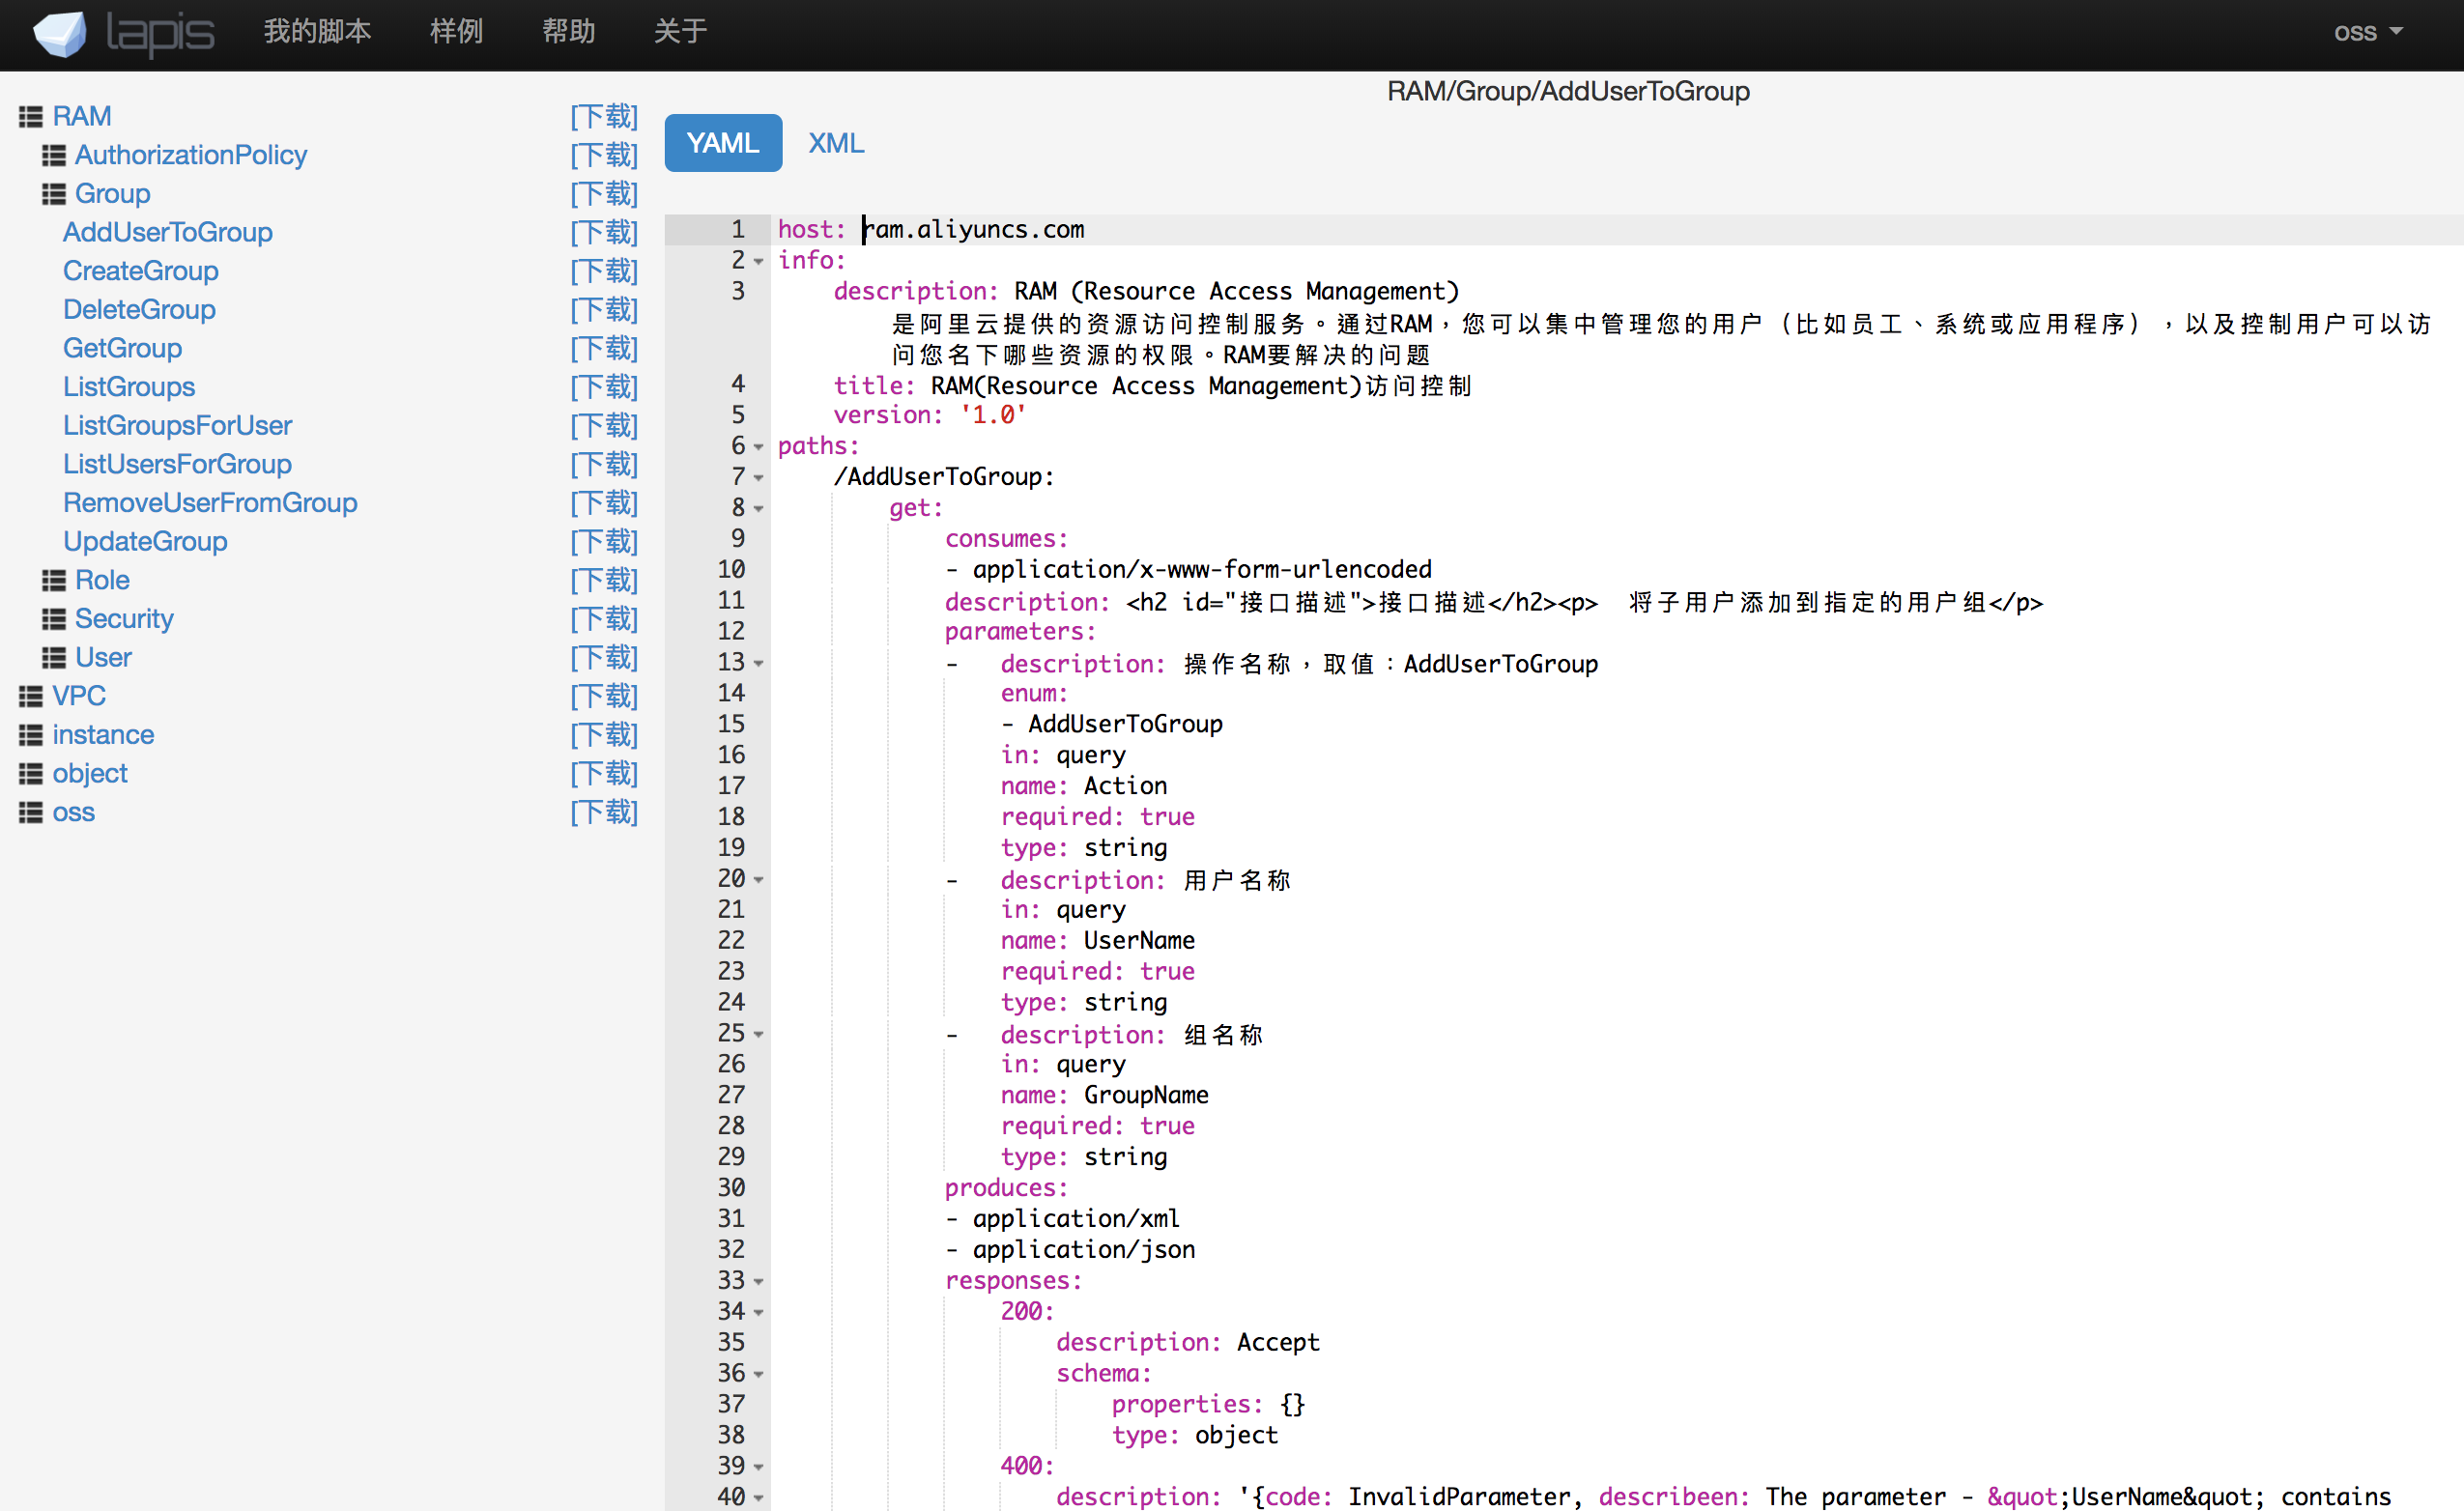 lapis 我的脚本 样例 帮助 关于 oss
RAM [下载]
AuthorizationPolicy [下载]
Group [下载]
AddUserToGroup [下载]
CreateGroup [下载]
DeleteGroup [下载]
GetGroup [下载]
ListGroups [下载]
ListGroupsForUser [下载]
ListUsersForGroup [下载]
RemoveUserFromGroup [下载]
UpdateGroup [下载]
Role [下载]
Security [下载]
User [下载]
VPC [下载]
instance [下载]
object [下载]
oss [下载]
RAM/Group/AddUserToGroup
YAML XML
1 host: ram.aliyuncs.com
2 info:
3 description: RAM (Resource Access Management)
是阿里云提供的资源访问控制服务。通过RAM，您可以集中管理您的用户（比如员工、系统或应用程序），以及控制用户可以访
问您名下哪些资源的权限。RAM要解决的问题
4 title: RAM(Resource Access Management)访问控制
5 version: '1.0'
6 paths:
7 /AddUserToGroup:
8 get:
9 consumes:
10 - application/x-www-form-urlencoded
11 description: <h2 id="接口描述">接口描述</h2><p> 将子用户添加到指定的用户组</p>
12 parameters:
13 - description: 操作名称，取值：AddUserToGroup
14 enum:
15 - AddUserToGroup
16 in: query
17 name: Action
18 required: true
19 type: string
20 - description: 用户名称
21 in: query
22 name: UserName
23 required: true
24 type: string
25 - description: 组名称
26 in: query
27 name: GroupName
28 required: true
29 type: string
30 produces:
31 - application/xml
32 - application/json
33 responses:
34 200:
35 description: Accept
36 schema:
37 properties: {}
38 type: object
39 400:
40 description: '{code: InvalidParameter, describeen: The parameter - &quot;UserName&quot; contains